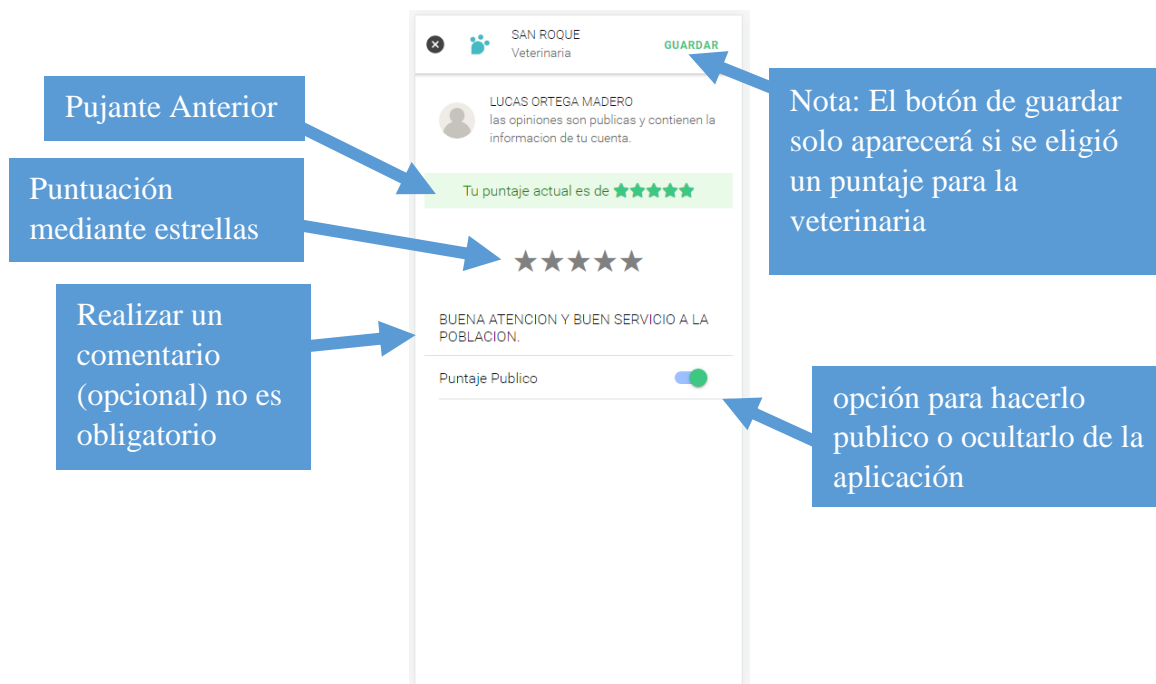 SAN ROQUE
Veterinaria
GUARDAR
LUCAS ORTEGA MADERO
las opiniones son publicas y contienen la
informacion de tu cuenta.
Tu puntaje actual es de
BUENA ATENCION Y BUEN SERVICIO A LA
POBLACION.
Puntaje Publico
Pujante Anterior
Puntuación
mediante estrellas
Realizar un
comentario
(opcional) no es
obligatorio
Nota: El botón de guardar
solo aparecerá si se eligió
un puntaje para la
veterinaria
opción para hacerlo
publico o ocultarlo de la
aplicación